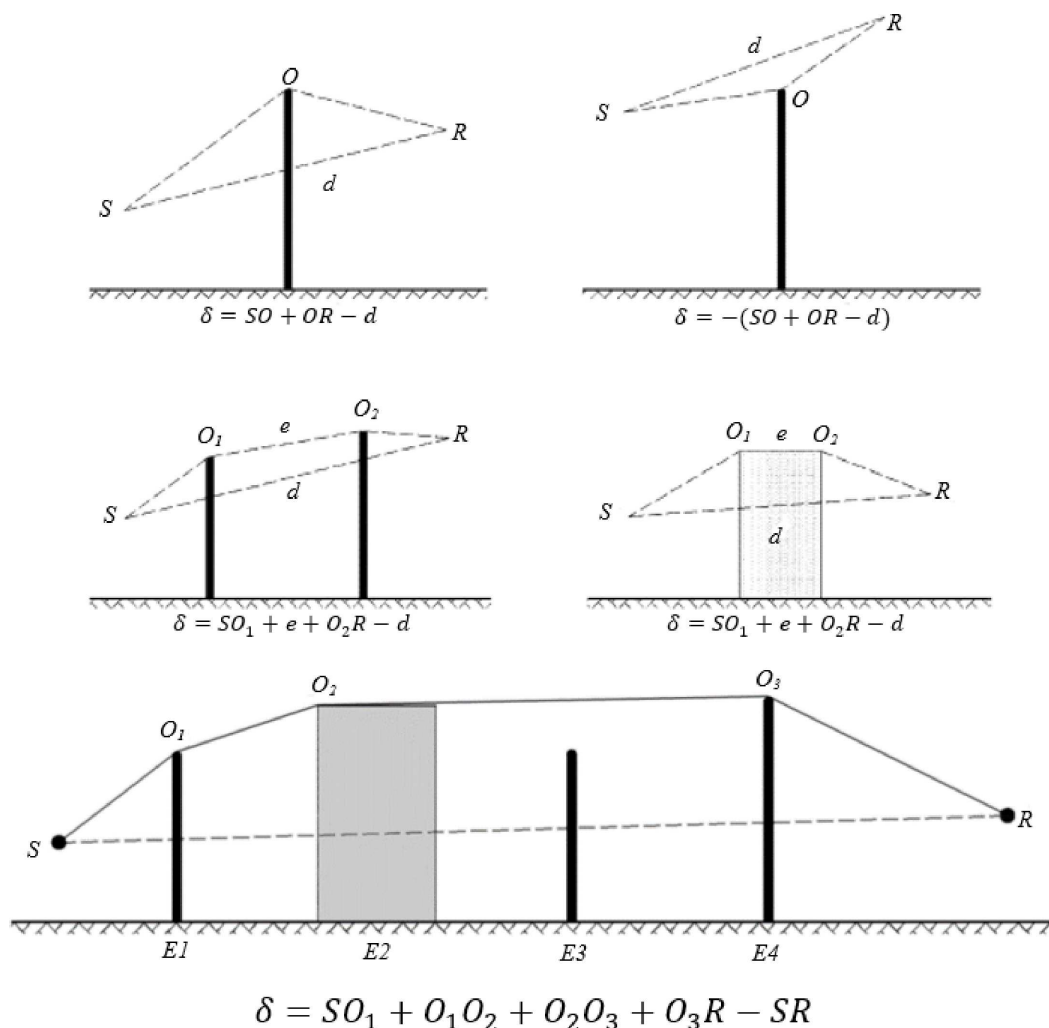 O
R
d
S
δ = SO + OR − d
R
d
O
S
δ = −(SO + OR − d)
O₂
e
O₁
R
d
S
δ = SO₁ + e + O₂R − d
O₁ e O₂
R
S
d
δ = SO₁ + e + O₂R − d
O₃
O₂
O₁
S
R
E1 E2 E3 E4
δ = SO₁ + O₁O₂ + O₂O₃ + O₃R − SR